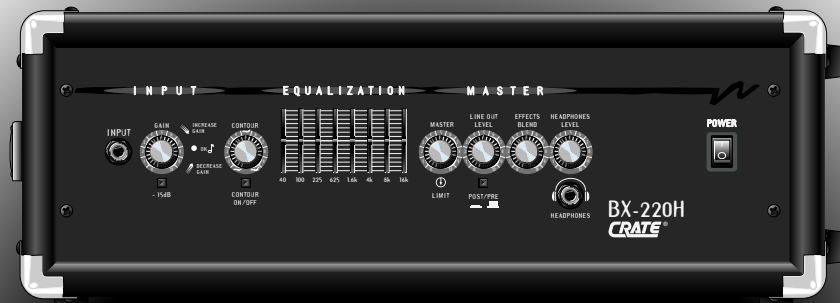 INPUT EQUALIZATION MASTER
INPUT
GAIN
INCREASE
GAIN
OK
DECREASE
GAIN
-15dB
CONTOUR
CONTOUR
ON/OFF
40 100 225 625 1.6k 4k 8k 16k
MASTER
LIMIT
LINE OUT
LEVEL
POST/PRE
EFFECTS
BLEND
HEADPHONES
LEVEL
HEADPHONES
POWER
I
O
BX-220H
CRATE®